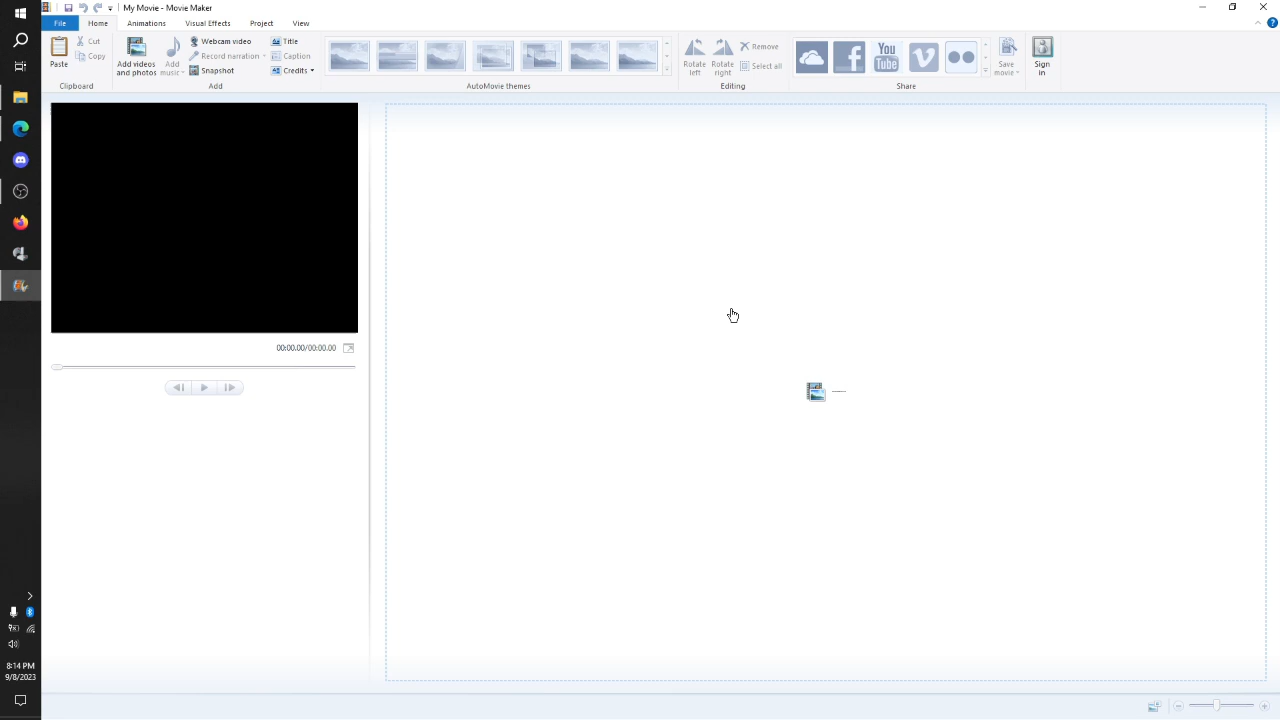 My Movie - Movie Maker
File
Home
Animations
Visual Effects
Project
View
Paste
Cut
Copy
Clipboard
Add videos
and photos
Add
music
Webcam video
Record narration
Snapshot
Title
Caption
Credits
Add
AutoMovie themes
Rotate
left
Rotate
right
Remove
Select all
Editing
You
Tube
Share
Save
movie
Sign
in
00:00.00/00:00.00
8:14 PM
9/8/2023